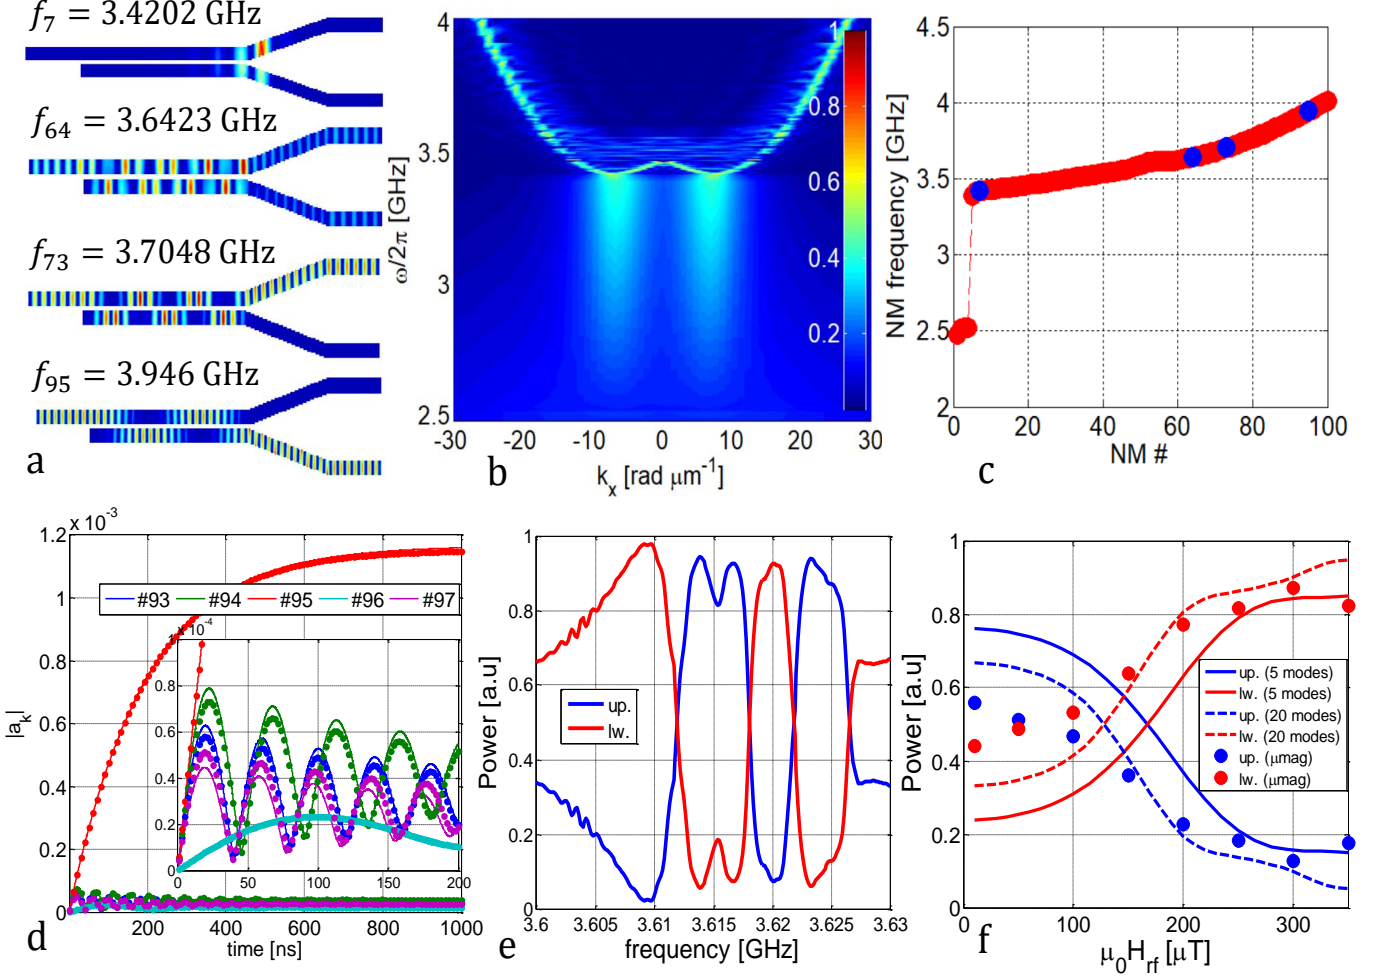 f₇ = 3.4202 GHz
f₆₄ = 3.6423 GHz
f₇₃ = 3.7048 GHz
f₉₅ = 3.946 GHz
a
4
3.5
3
2.5
ω/2π [GHz]
-30 -20 -10 0 10 20 30
kₓ [rad μm⁻¹]
1
0.8
0.6
0.4
0.2
b
4.5
4
3.5
3
2.5
2
NM frequency [GHz]
0 20 40 60 80 100
NM #
c
x 10⁻³
1.2
1
0.8
0.6
0.4
0.2
0
|aₖ|
#93 #94 #95 #96 #97
1 x 10⁻⁴
0.8
0.6
0.4
0.2
0
0 50 100 150 200
200 400 600 800 1000
time [ns]
d
1
0.8
0.6
0.4
0.2
0
Power [a.u]
up.
lw.
3.6 3.605 3.61 3.615 3.62 3.625 3.63
frequency [GHz]
e
1
0.8
0.6
0.4
0.2
0
Power [a.u]
up. (5 modes)
lw. (5 modes)
up. (20 modes)
lw. (20 modes)
up. (μmag)
lw. (μmag)
0 100 200 300
μ₀H_rf [μT]
f